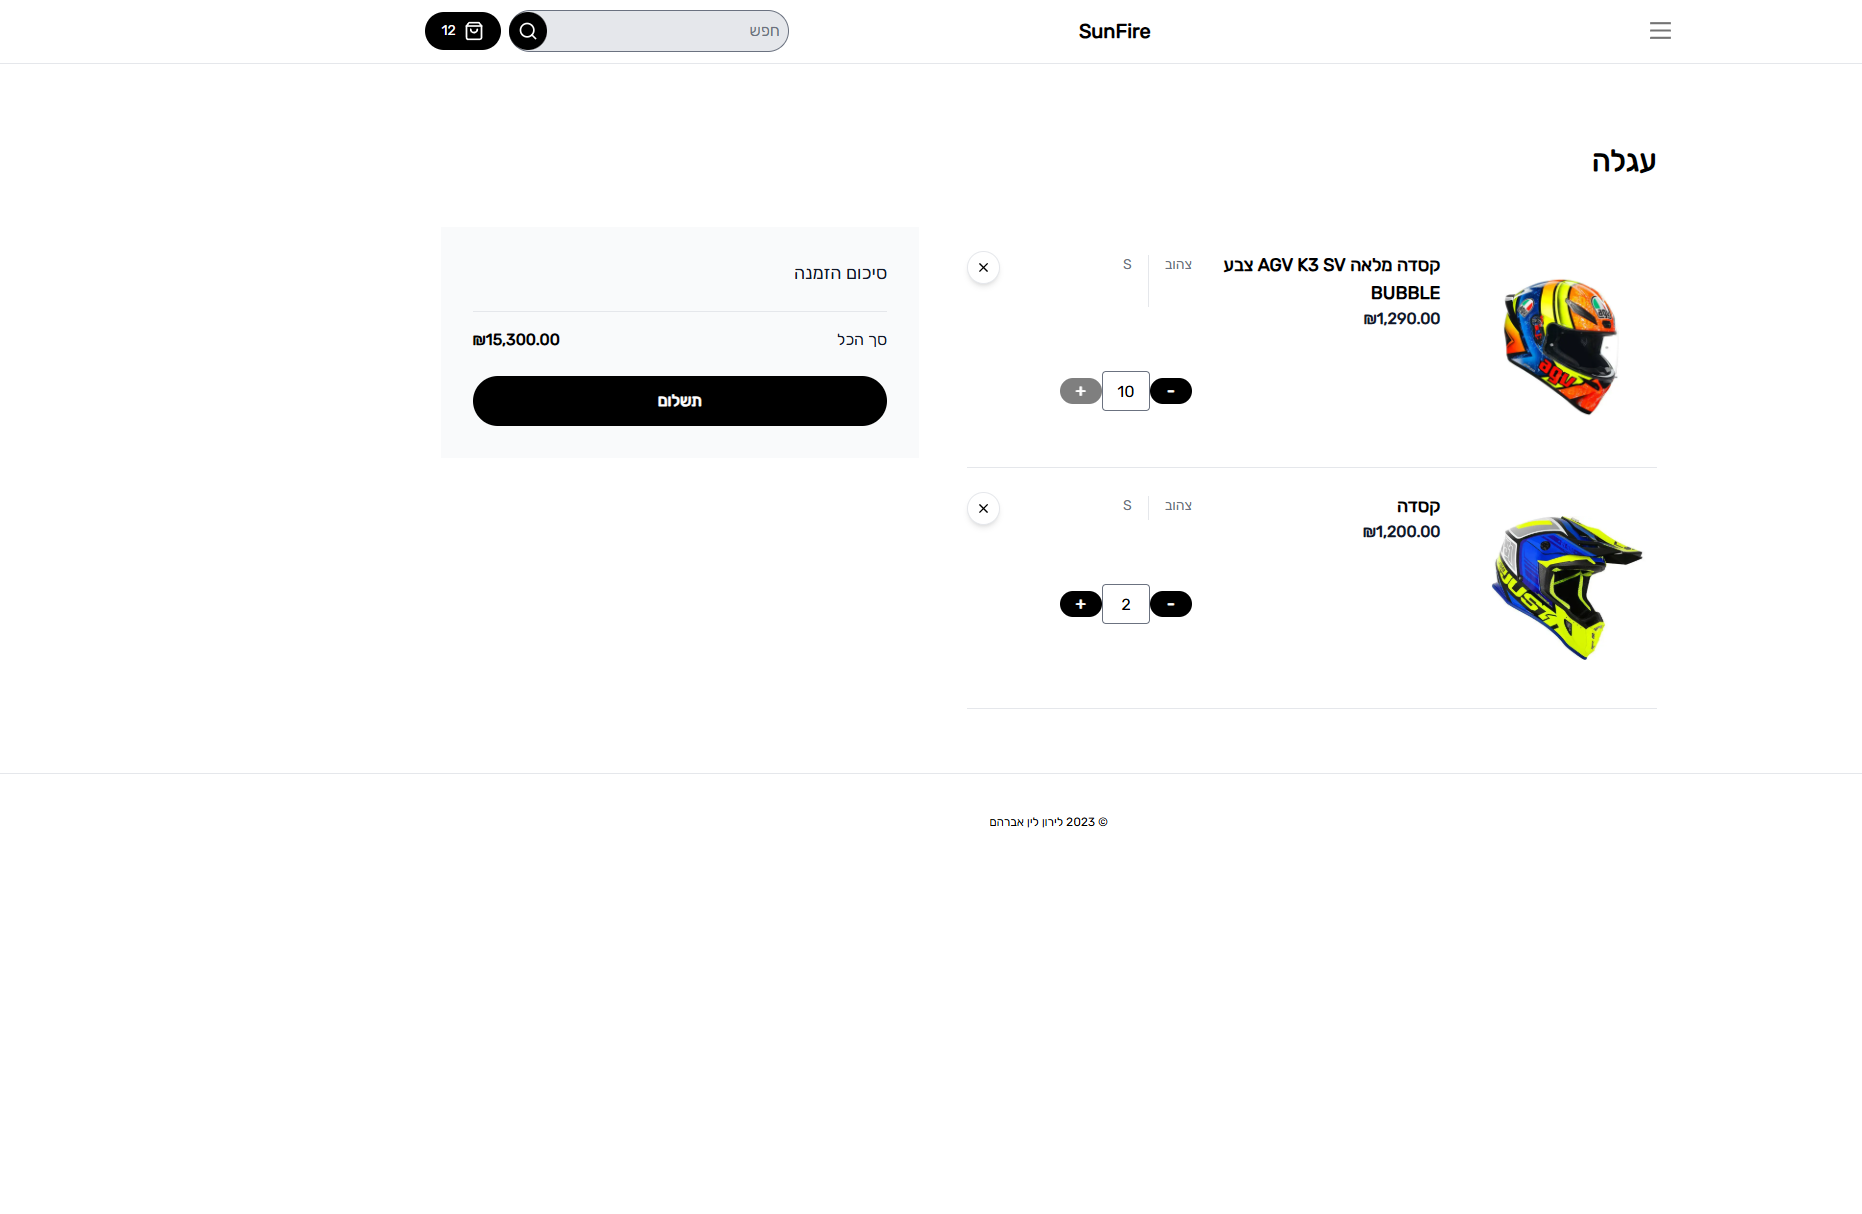 SunFire
חפש
12
עגלה
קסדה מלאה AGV K3 SV צבע
BUBBLE
₪1,290.00
צהוב
S
-
10
+
קסדה
₪1,200.00
צהוב
S
-
2
+
סיכום הזמנה
סך הכל
₪15,300.00
תשלום
© 2023 לירון לין אברהם